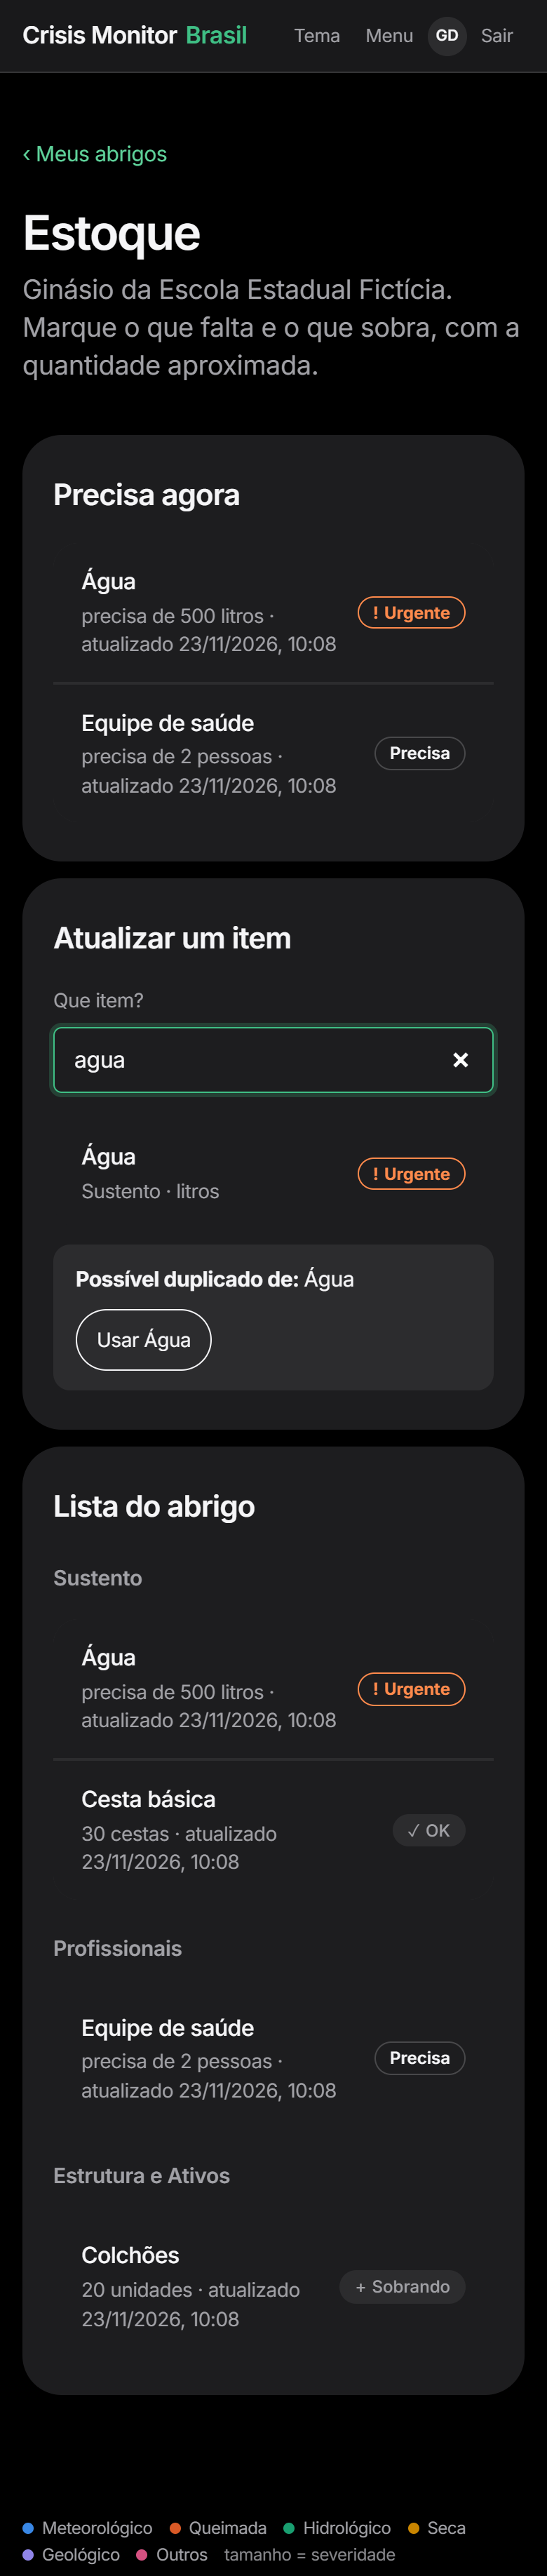 Crisis Monitor Brasil Tema Menu GD Sair
‹ Meus abrigos
Estoque
Ginásio da Escola Estadual Fictícia.
Marque o que falta e o que sobra, com a
quantidade aproximada.
Precisa agora
Água
precisa de 500 litros ·
atualizado 23/11/2026, 10:08
! Urgente
Equipe de saúde
precisa de 2 pessoas ·
atualizado 23/11/2026, 10:08
Precisa
Atualizar um item
Que item?
agua ×
Água
Sustento · litros
! Urgente
Possível duplicado de: Água
Usar Água
Lista do abrigo
Sustento
Água
precisa de 500 litros ·
atualizado 23/11/2026, 10:08
! Urgente
Cesta básica
30 cestas · atualizado
23/11/2026, 10:08
✓ OK
Profissionais
Equipe de saúde
precisa de 2 pessoas ·
atualizado 23/11/2026, 10:08
Precisa
Estrutura e Ativos
Colchões
20 unidades · atualizado
23/11/2026, 10:08
+ Sobrando
Meteorológico Queimada Hidrológico Seca
Geológico Outros tamanho = severidade